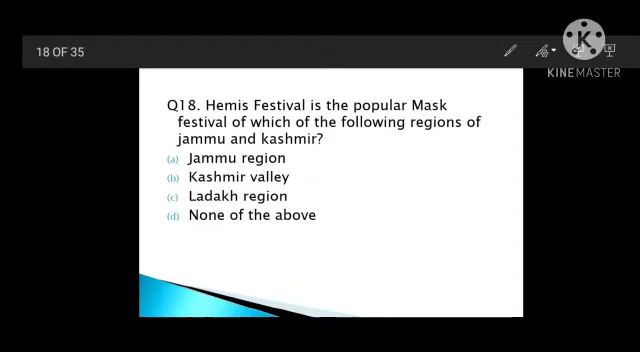 18 OF 35
K
KINEMASTER
Q18. Hemis Festival is the popular Mask
festival of which of the following regions of
jammu and kashmir?
(a) Jammu region
(b) Kashmir valley
(c) Ladakh region
(d) None of the above